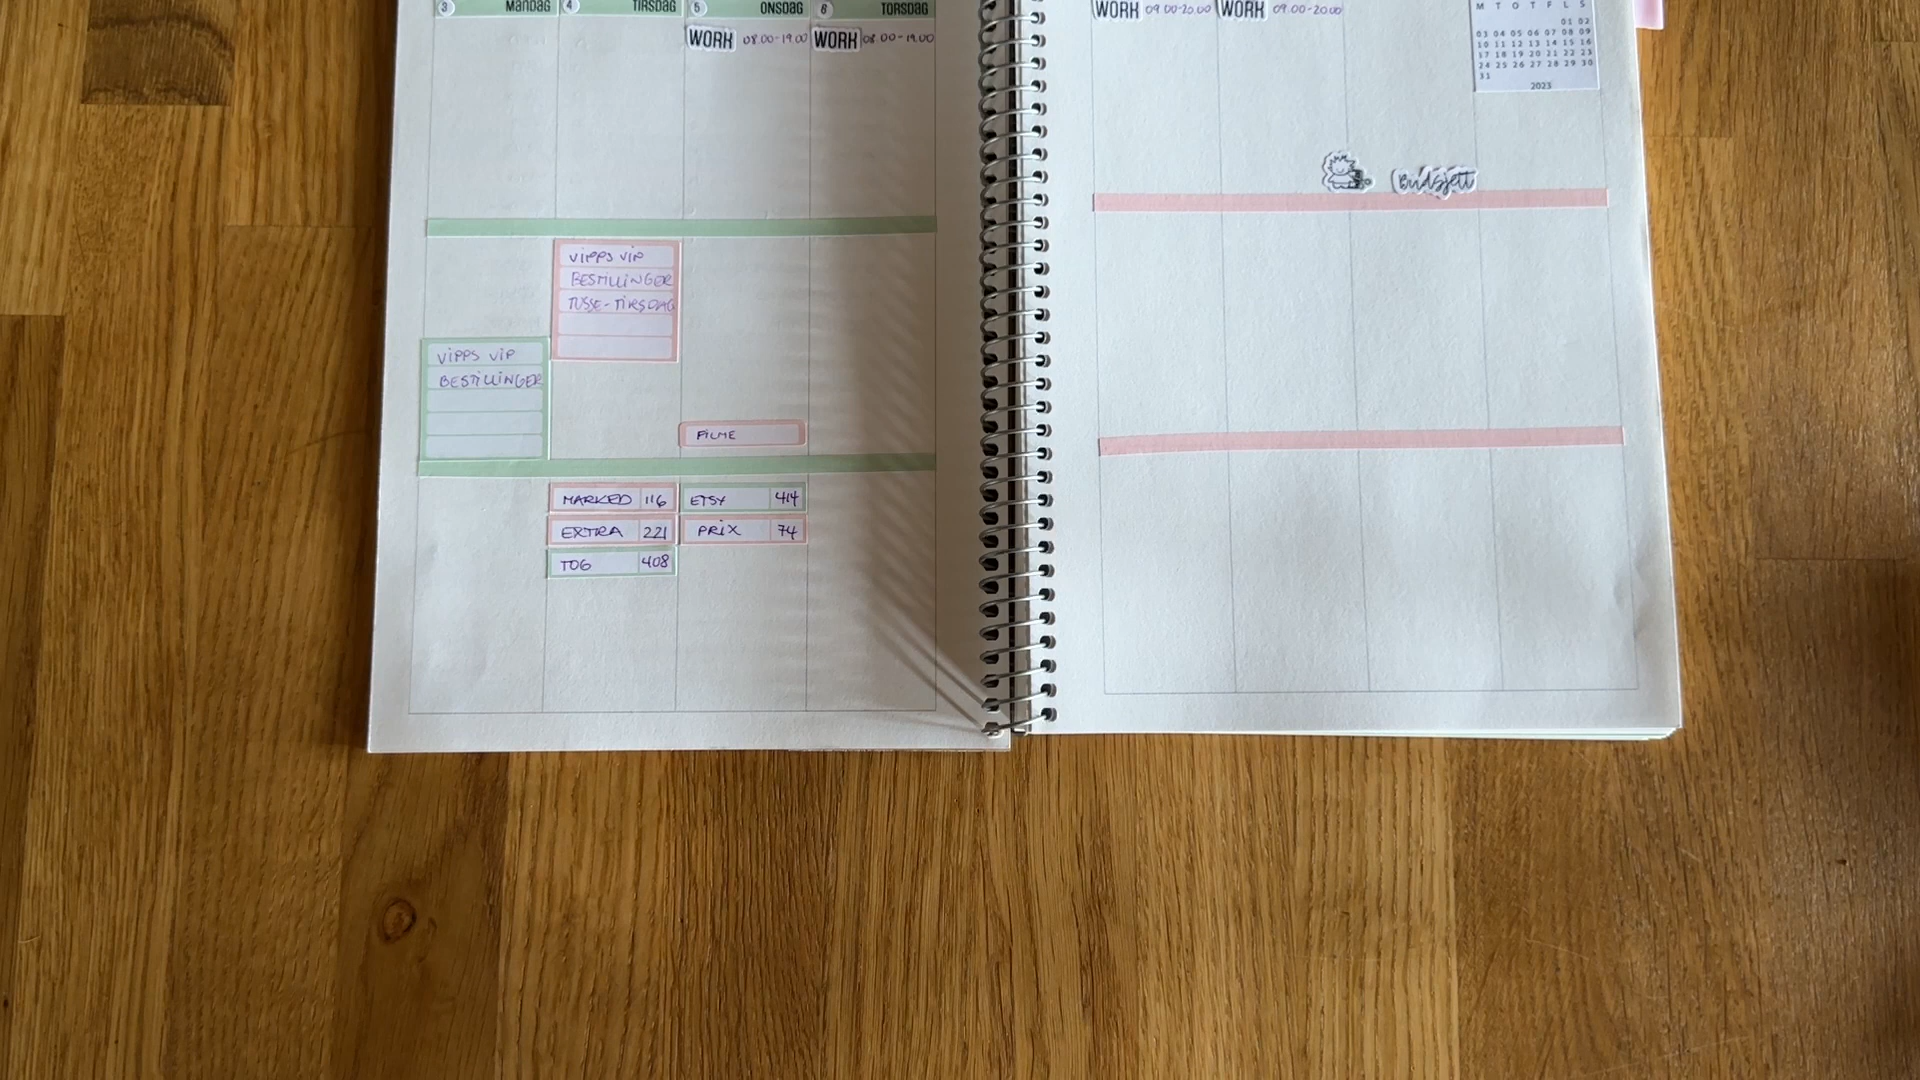 3 MANDAG
4 TIRSDAG
5 ONSDAG
6 TORSDAG
WORK 08.00-19.00
WORK 08.00-19.00
VIPPS VIP
BESTILLINGER
TUSSE-TIRSDAG
VIPPS VIP
BESTILLINGER
FILME
MARKED 116
EXTRA 221
TOG 408
ETSY 414
PRIX 74
WORK 09.00-20.00
WORK 09.00-20.00
M T O T F L S
01 02
03 04 05 06 07 08 09
10 11 12 13 14 15 16
17 18 19 20 21 22 23
24 25 26 27 28 29 30
31
2023
Budsjett